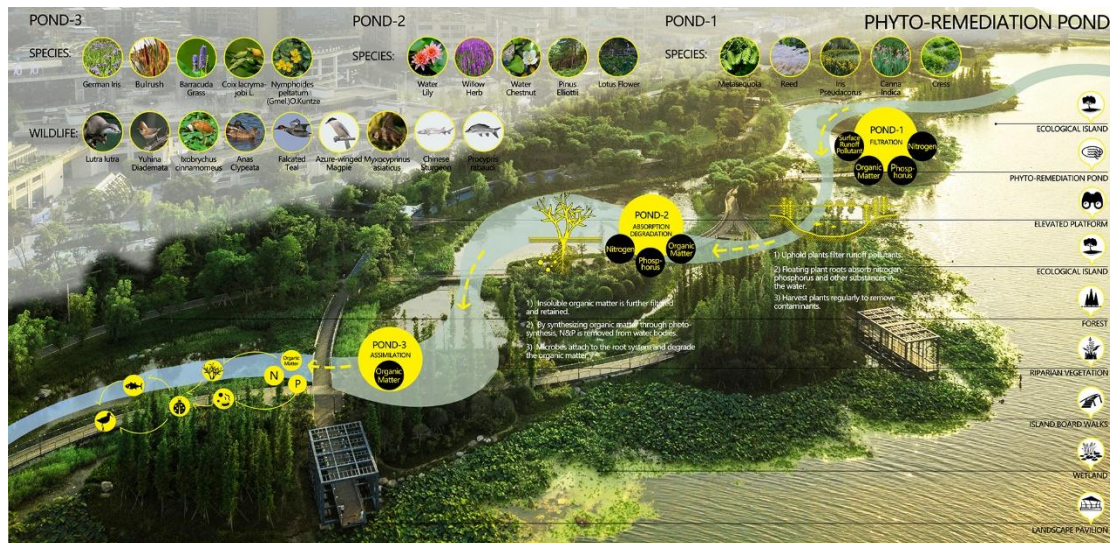 POND-3
POND-2
POND-1
PHYTO-REMEDIATION POND
SPECIES:
German Iris
Bullrush
Barracuda
Grass
Coix lacryma-
jobi L.
Nymphoides
peltatum
(Gmel.)O.Kuntze
SPECIES:
Water
Lily
Willow
Herb
Water
Chestnut
Pinus
Elliottii
Lotus Flower
SPECIES:
Metasequoia
Reed
Iris
Pseudacorus
Canna
Indica
Cress
WILDLIFE:
Lutra lutra
Yuhina
Diademata
Ixobrychus
cinnamomeus
Anas
Clypeata
Falcated
Teal
Azure-winged
Magpie
Myxocyprinus
asiaticus
Chinese
Sturgeon
Procypris
rabaudi
POND-1
FILTRATION
Surface
Runoff
Pollutant
Nitrogen
Organic
Matter
Phosp-
horus
POND-2
ABSORPTION
DEGRADATION
Nitrogen
Phosp-
horus
Organic
Matter
1) Uphold plants filter runoff pollutants.
2) Floating plant roots absorb nitrogen
phosphorus and other substances in
the water.
3) Harvest plants regularly to remove
contaminants.
1) Insoluble organic matter is further filtered
and retained.
2) By synthesizing organic matter through photo-
synthesis, N&P is removed from water bodies.
3) Microbes attach to the root system and degrade
the organic matter.
POND-3
ASSIMILATION
Organic
Matter
Organic
Matter
N
P
ECOLOGICAL ISLAND
PHYTO-REMEDIATION POND
ELEVATED PLATFORM
ECOLOGICAL ISLAND
FOREST
RIPARIAN VEGETATION
ISLAND BOARD WALKS
WETLAND
LANDSCAPE PAVILION